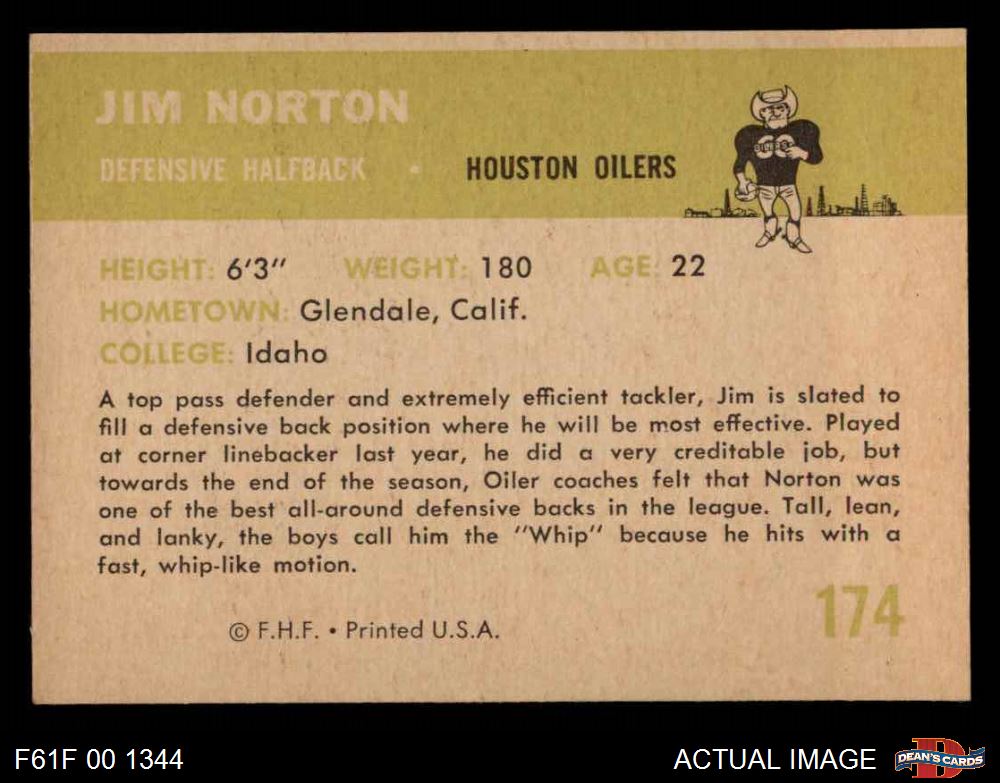 JIM NORTON
DEFENSIVE HALFBACK • HOUSTON OILERS
OILERS
HEIGHT: 6'3" WEIGHT: 180 AGE: 22
HOMETOWN: Glendale, Calif.
COLLEGE: Idaho
A top pass defender and extremely efficient tackler, Jim is slated to
fill a defensive back position where he will be most effective. Played
at corner linebacker last year, he did a very creditable job, but
towards the end of the season, Oiler coaches felt that Norton was
one of the best all-around defensive backs in the league. Tall, lean,
and lanky, the boys call him the "Whip" because he hits with a
fast, whip-like motion.
174
© F.H.F. • Printed U.S.A.
F61F 00 1344
ACTUAL IMAGE
D
DEAN'S CARDS